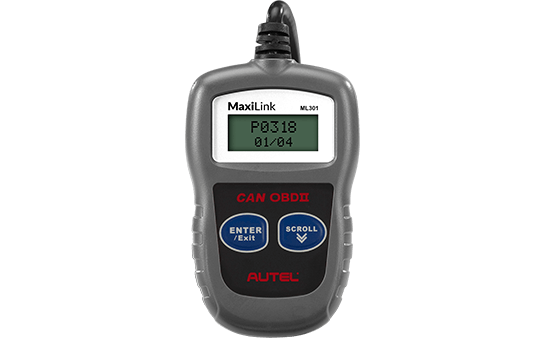 MaxiLink ML301
P0318
01/04
CAN OBDII
ENTER
/Exit
SCROLL
AUTEL®